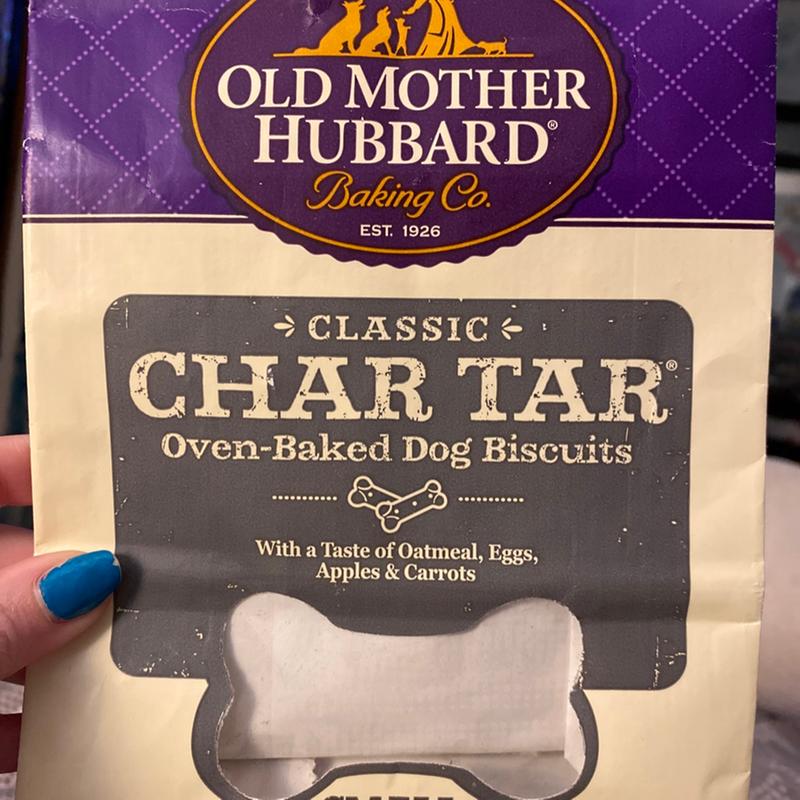 OLD MOTHER
HUBBARD®
Baking Co.
EST. 1926
CLASSIC
CHAR TAR®
Oven-Baked Dog Biscuits
With a Taste of Oatmeal, Eggs,
Apples & Carrots